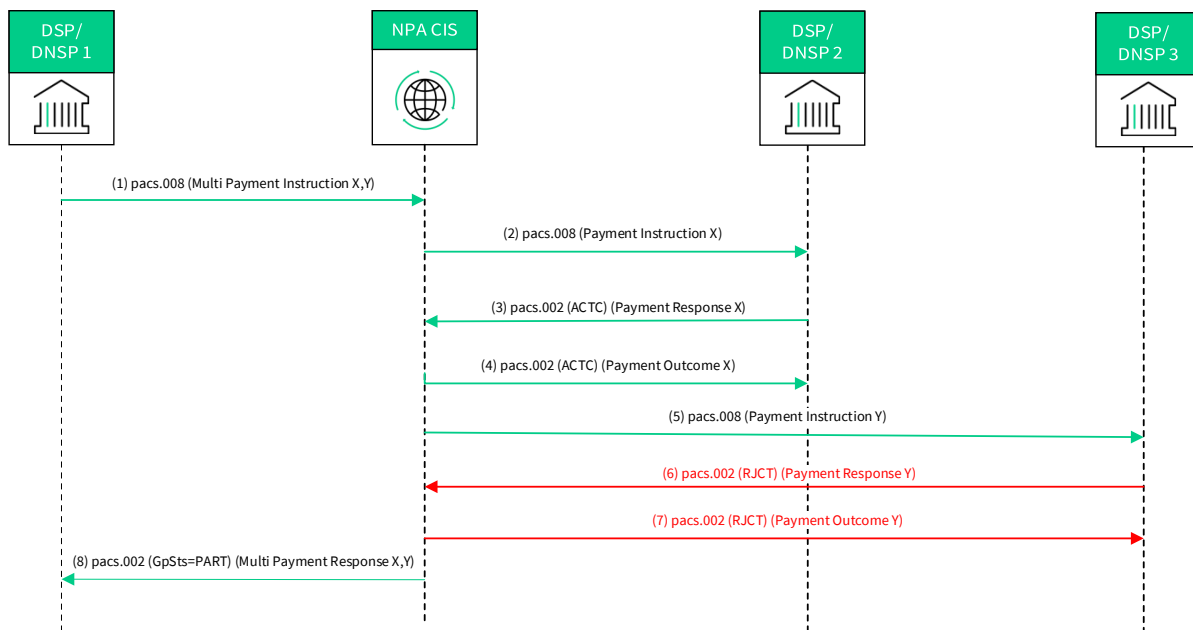 DSP/
DNSP 1
NPA CIS
DSP/
DNSP 2
DSP/
DNSP 3
(1) pacs.008 (Multi Payment Instruction X,Y)
(2) pacs.008 (Payment Instruction X)
(3) pacs.002 (ACTC) (Payment Response X)
(4) pacs.002 (ACTC) (Payment Outcome X)
(5) pacs.008 (Payment Instruction Y)
(6) pacs.002 (RJCT) (Payment Response Y)
(7) pacs.002 (RJCT) (Payment Outcome Y)
(8) pacs.002 (GpSts=PART) (Multi Payment Response X,Y)